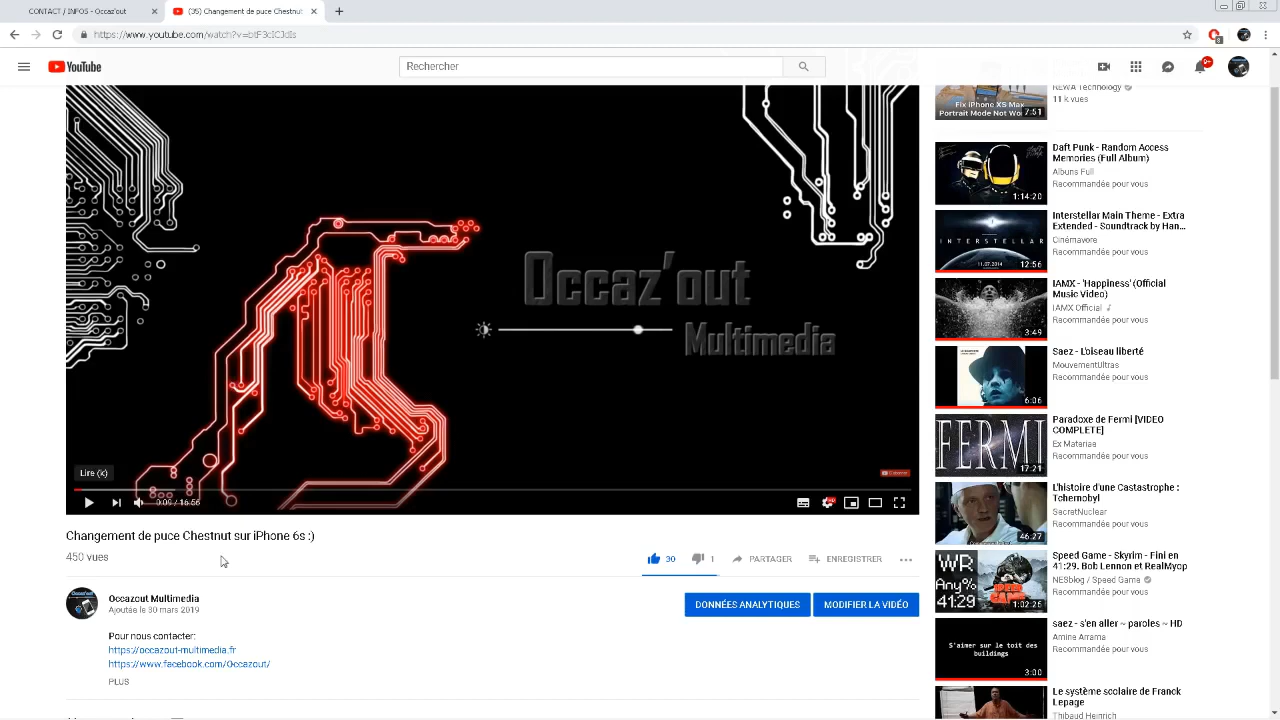 CONTACT / INFOS - Occaz'out
(35) Changement de puce Chestnut
Rechercher
YouTube
9+
REWA Technology
11 k vues
Fix iPhone XS Max
Portrait Mode Not Wo
7:51
Daft Punk - Random Access
Memories (Full Album)
Albuns Full
Recommandée pour vous
1:14:20
Interstellar Main Theme - Extra
Extended - Soundtrack by Han...
Cinémavore
Recommandée pour vous
INTERSTELLAR
11.07.2014
12:56
IAMX - 'Happiness' (Official
Music Video)
IAMX Official
Recommandée pour vous
3:49
Saez - L'oiseau liberté
MouvementUltras
Recommandée pour vous
6:06
Paradoxe de Fermi [VIDEO
COMPLETE]
Ex Materiae
Recommandée pour vous
FERMI
17:21
L'histoire d'une Castastrophe :
Tchernobyl
SecretNuclear
Recommandée pour vous
46:27
Speed Game - Skyrim - Fini en
41:29. Bob Lennon et RealMyop
NESblog / Speed Game
Recommandée pour vous
WR
Any%
41:29
1:02:26
saez - s'en aller ~ paroles ~ HD
Amine Arrama
Recommandée pour vous
S'aimer sur le toit des
buildings
3:00
Le système scolaire de Franck
Lepage
Thibaud Heinrich
Occaz'out
Multimedia
Lire (k)
0:09 / 16:56
Changement de puce Chestnut sur iPhone 6s :)
450 vues
30
1
PARTAGER
ENREGISTRER
Occazout Multimedia
Ajoutée le 30 mars 2019
DONNÉES ANALYTIQUES
MODIFIER LA VIDÉO
Pour nous contacter:
https://occazout-multimedia.fr
https://www.facebook.com/Occazout/
PLUS